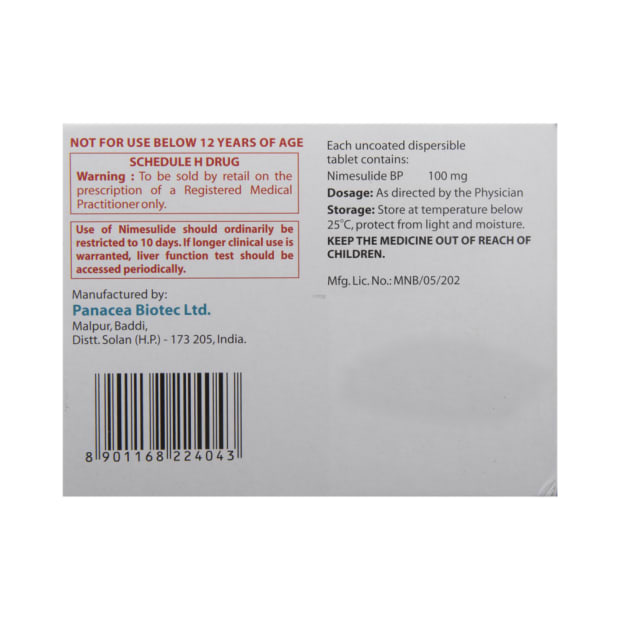 NOT FOR USE BELOW 12 YEARS OF AGE
SCHEDULE H DRUG
Warning : To be sold by retail on the
prescription of a Registered Medical
Practitioner only.
Use of Nimesulide should ordinarily be
restricted to 10 days. If longer clinical use is
warranted, liver function test should be
accessed periodically.
Manufactured by:
Panacea Biotec Ltd.
Malpur, Baddi,
Distt. Solan (H.P.) - 173 205, India.
8 901168 224043
Each uncoated dispersible
tablet contains:
Nimesulide BP 100 mg
Dosage: As directed by the Physician
Storage: Store at temperature below
25°C, protect from light and moisture.
KEEP THE MEDICINE OUT OF REACH OF
CHILDREN.
Mfg. Lic. No.: MNB/05/202